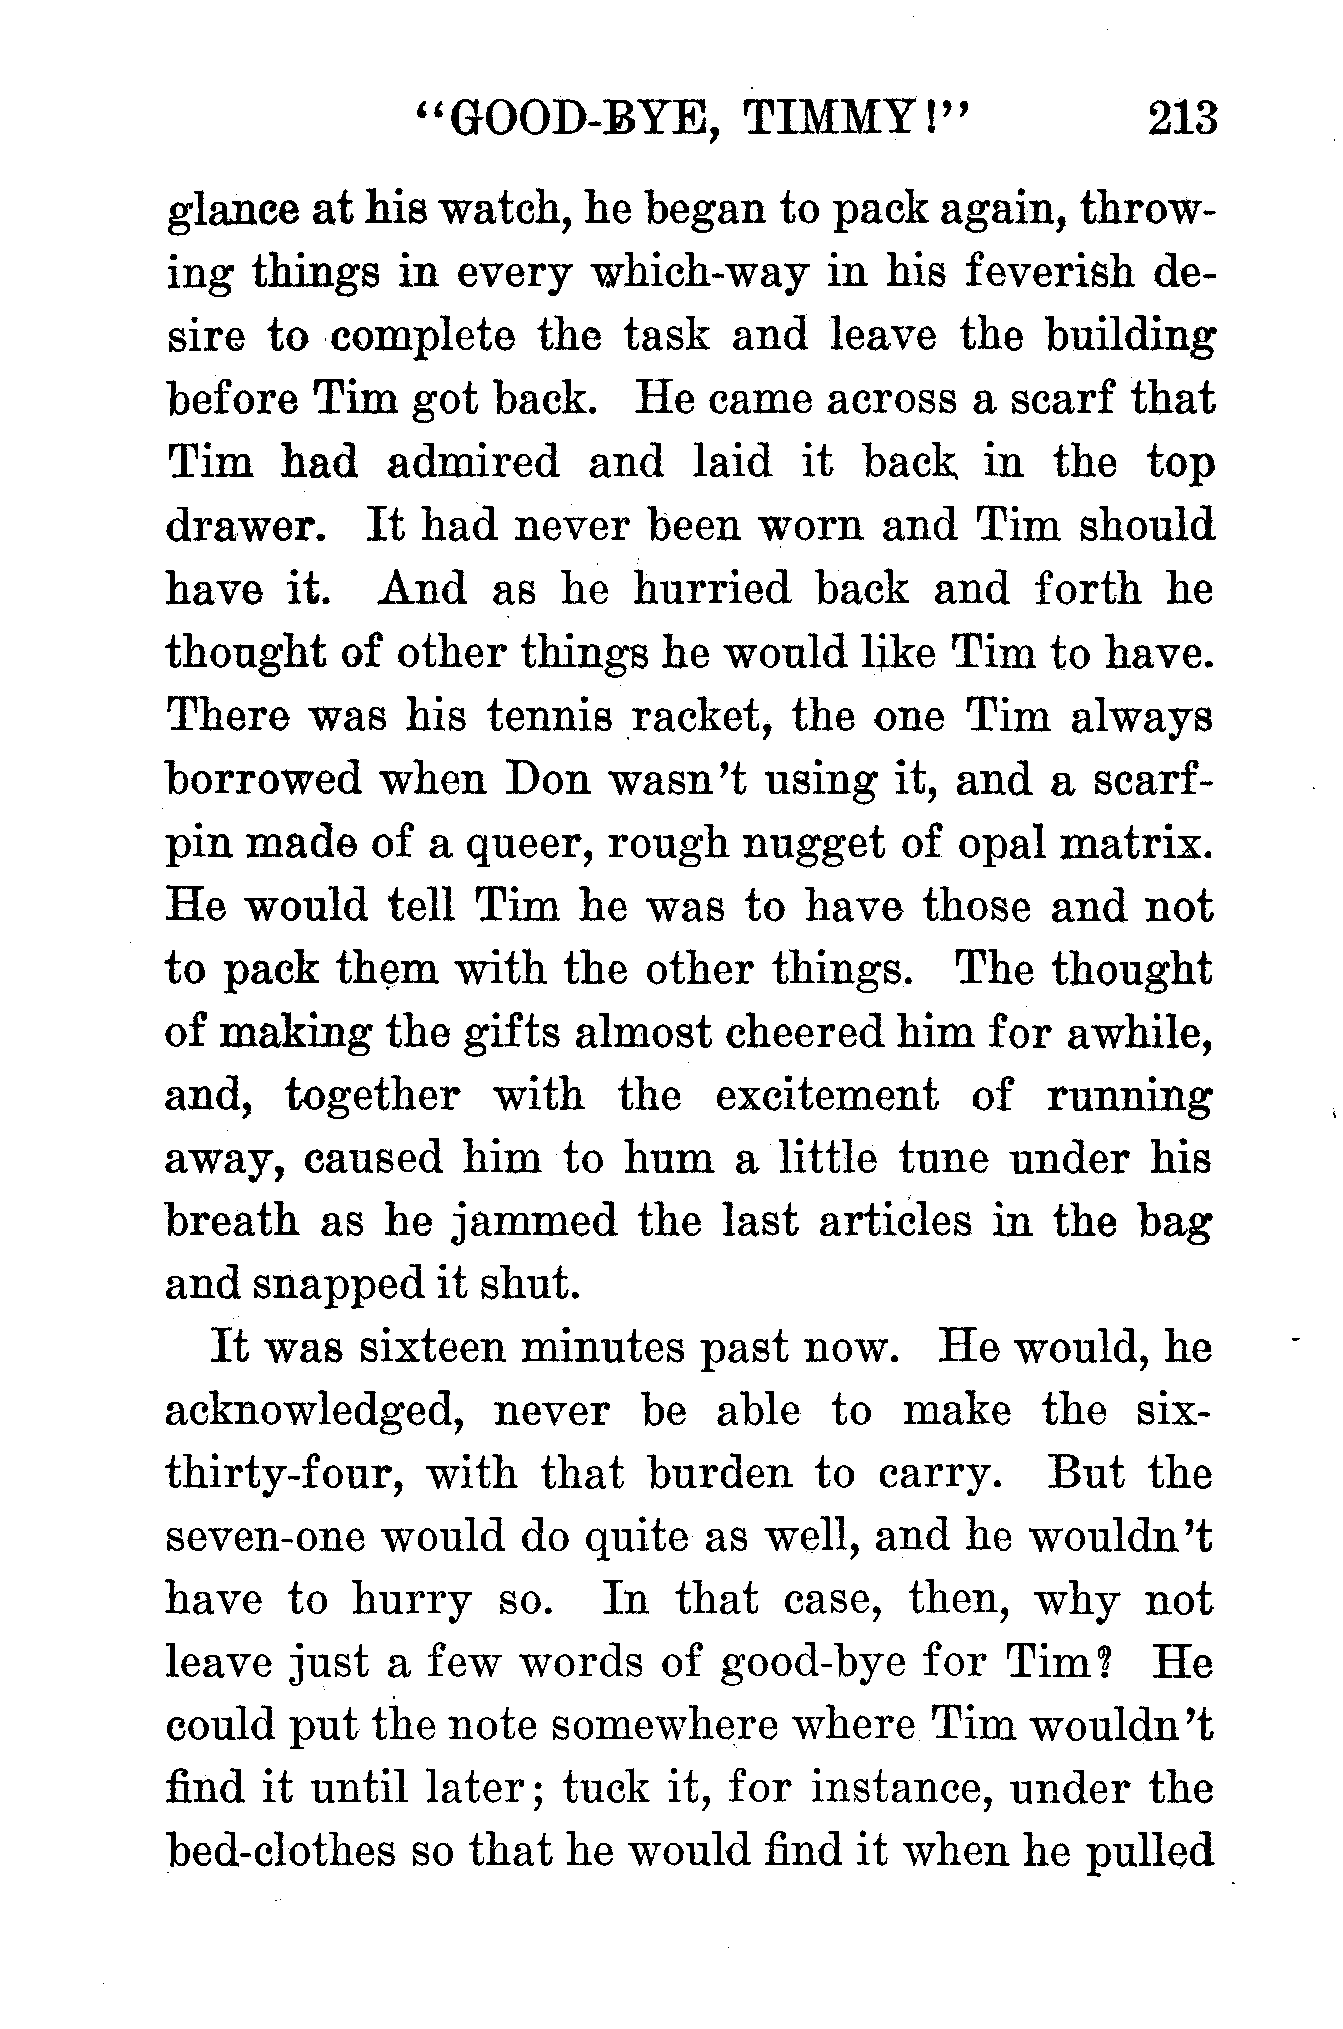 "GOOD-BYE, TIMMY!" 213
glance at his watch, he began to pack again, throw-
ing things in every which-way in his feverish de-
sire to complete the task and leave the building
before Tim got back. He came across a scarf that
Tim had admired and laid it back in the top
drawer. It had never been worn and Tim should
have it. And as he hurried back and forth he
thought of other things he would like Tim to have.
There was his tennis racket, the one Tim always
borrowed when Don wasn't using it, and a scarf-
pin made of a queer, rough nugget of opal matrix.
He would tell Tim he was to have those and not
to pack them with the other things. The thought
of making the gifts almost cheered him for awhile,
and, together with the excitement of running
away, caused him to hum a little tune under his
breath as he jammed the last articles in the bag
and snapped it shut.
It was sixteen minutes past now. He would, he
acknowledged, never be able to make the six-
thirty-four, with that burden to carry. But the
seven-one would do quite as well, and he wouldn't
have to hurry so. In that case, then, why not
leave just a few words of good-bye for Tim? He
could put the note somewhere where Tim wouldn't
find it until later; tuck it, for instance, under the
bed-clothes so that he would find it when he pulled